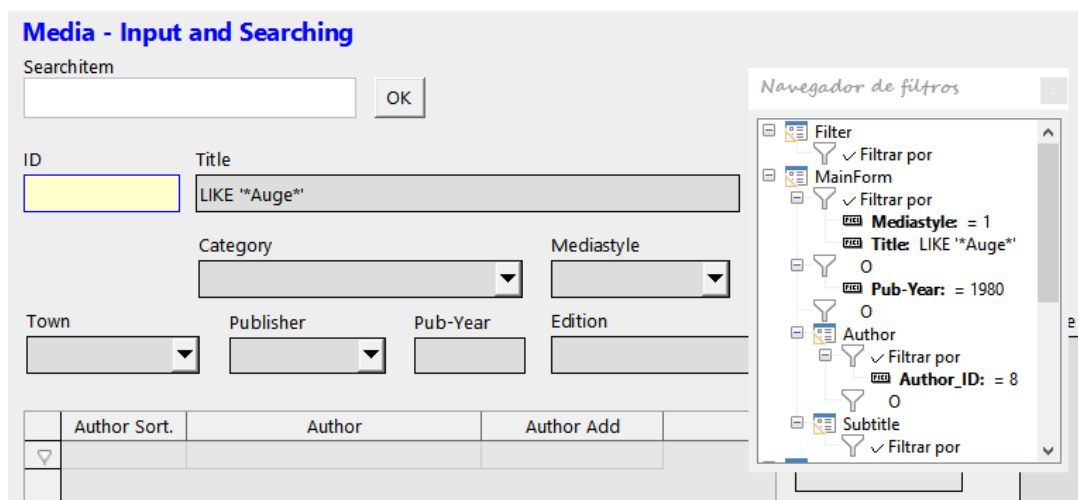 Media - Input and Searching
Searchitem
OK
ID
Title
LIKE '*Auge*'
Category
Mediastyle
Town
Publisher
Pub-Year
Edition
Author Sort.
Author
Author Add
Navegador de filtros
Filter
Filtrar por
MainForm
Filtrar por
Mediastyle: = 1
Title: LIKE '*Auge*'
O
Pub-Year: = 1980
O
Author
Filtrar por
Author_ID: = 8
O
Subtitle
Filtrar por
e